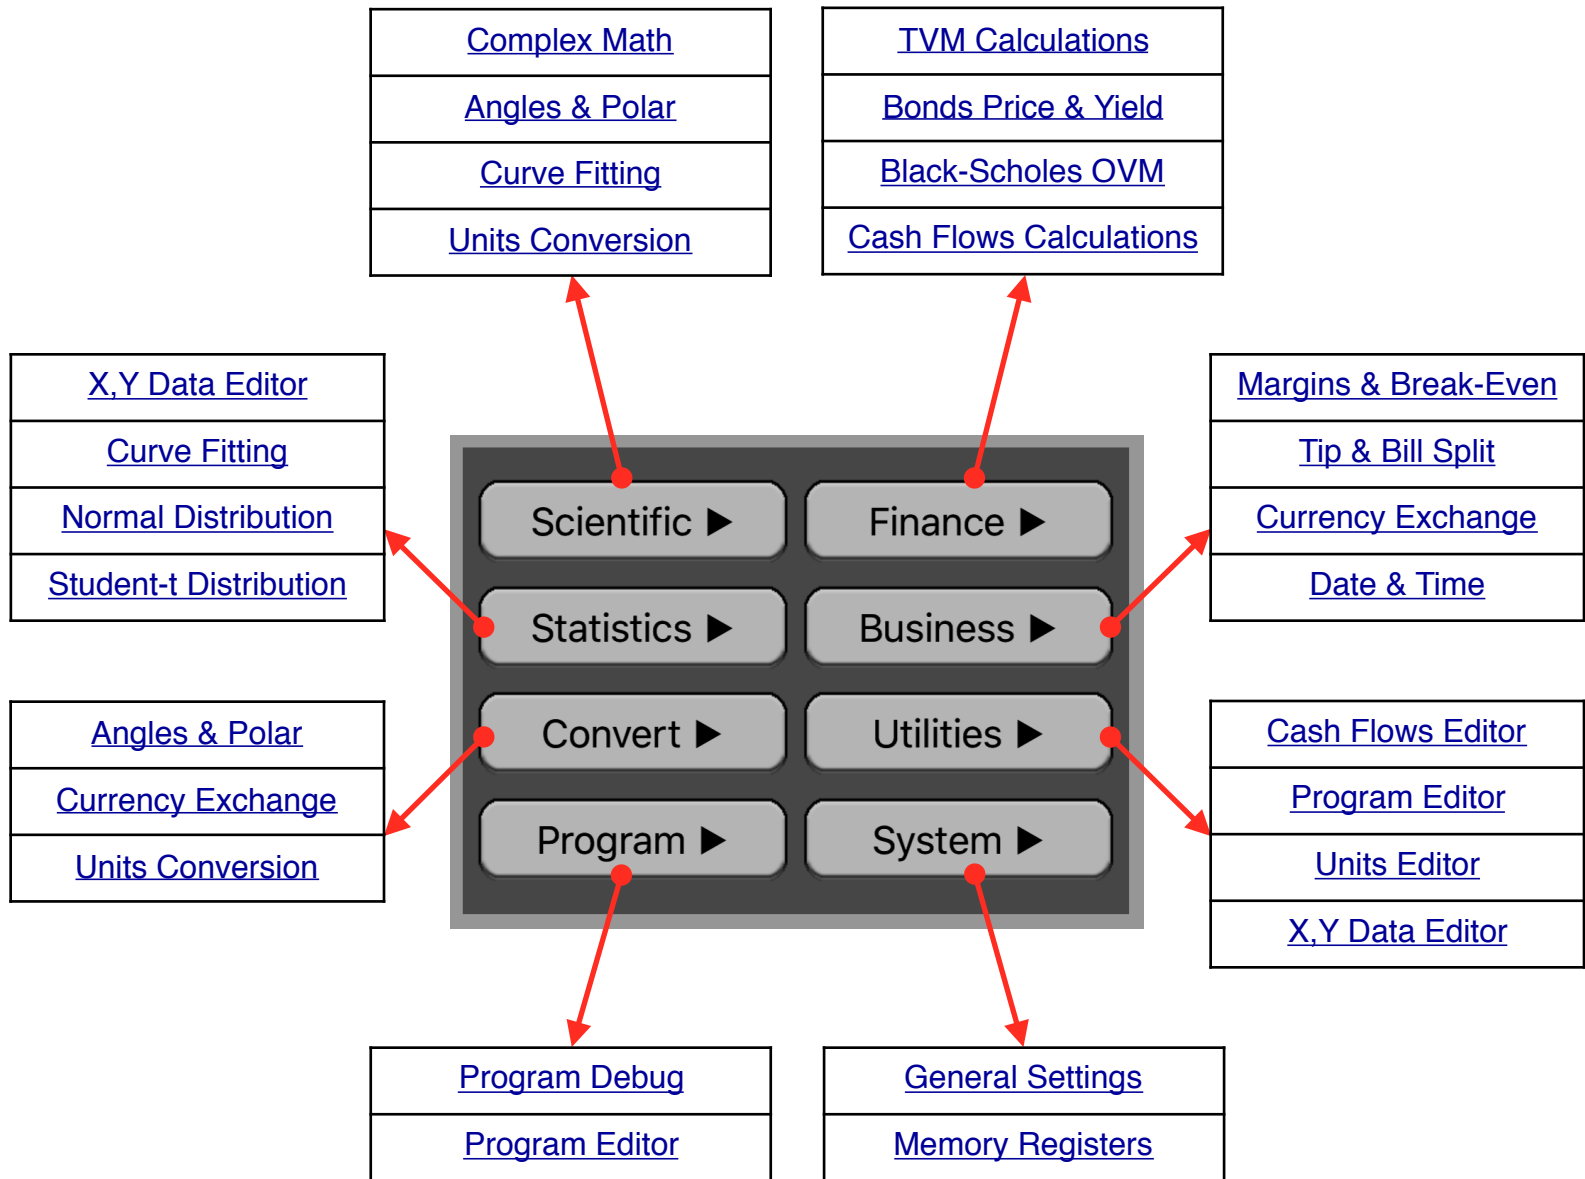 Complex Math
Angles & Polar
Curve Fitting
Units Conversion
TVM Calculations
Bonds Price & Yield
Black-Scholes OVM
Cash Flows Calculations
X,Y Data Editor
Curve Fitting
Normal Distribution
Student-t Distribution
Margins & Break-Even
Tip & Bill Split
Currency Exchange
Date & Time
Scientific ▶
Finance ▶
Statistics ▶
Business ▶
Convert ▶
Utilities ▶
Program ▶
System ▶
Angles & Polar
Currency Exchange
Units Conversion
Cash Flows Editor
Program Editor
Units Editor
X,Y Data Editor
Program Debug
Program Editor
General Settings
Memory Registers